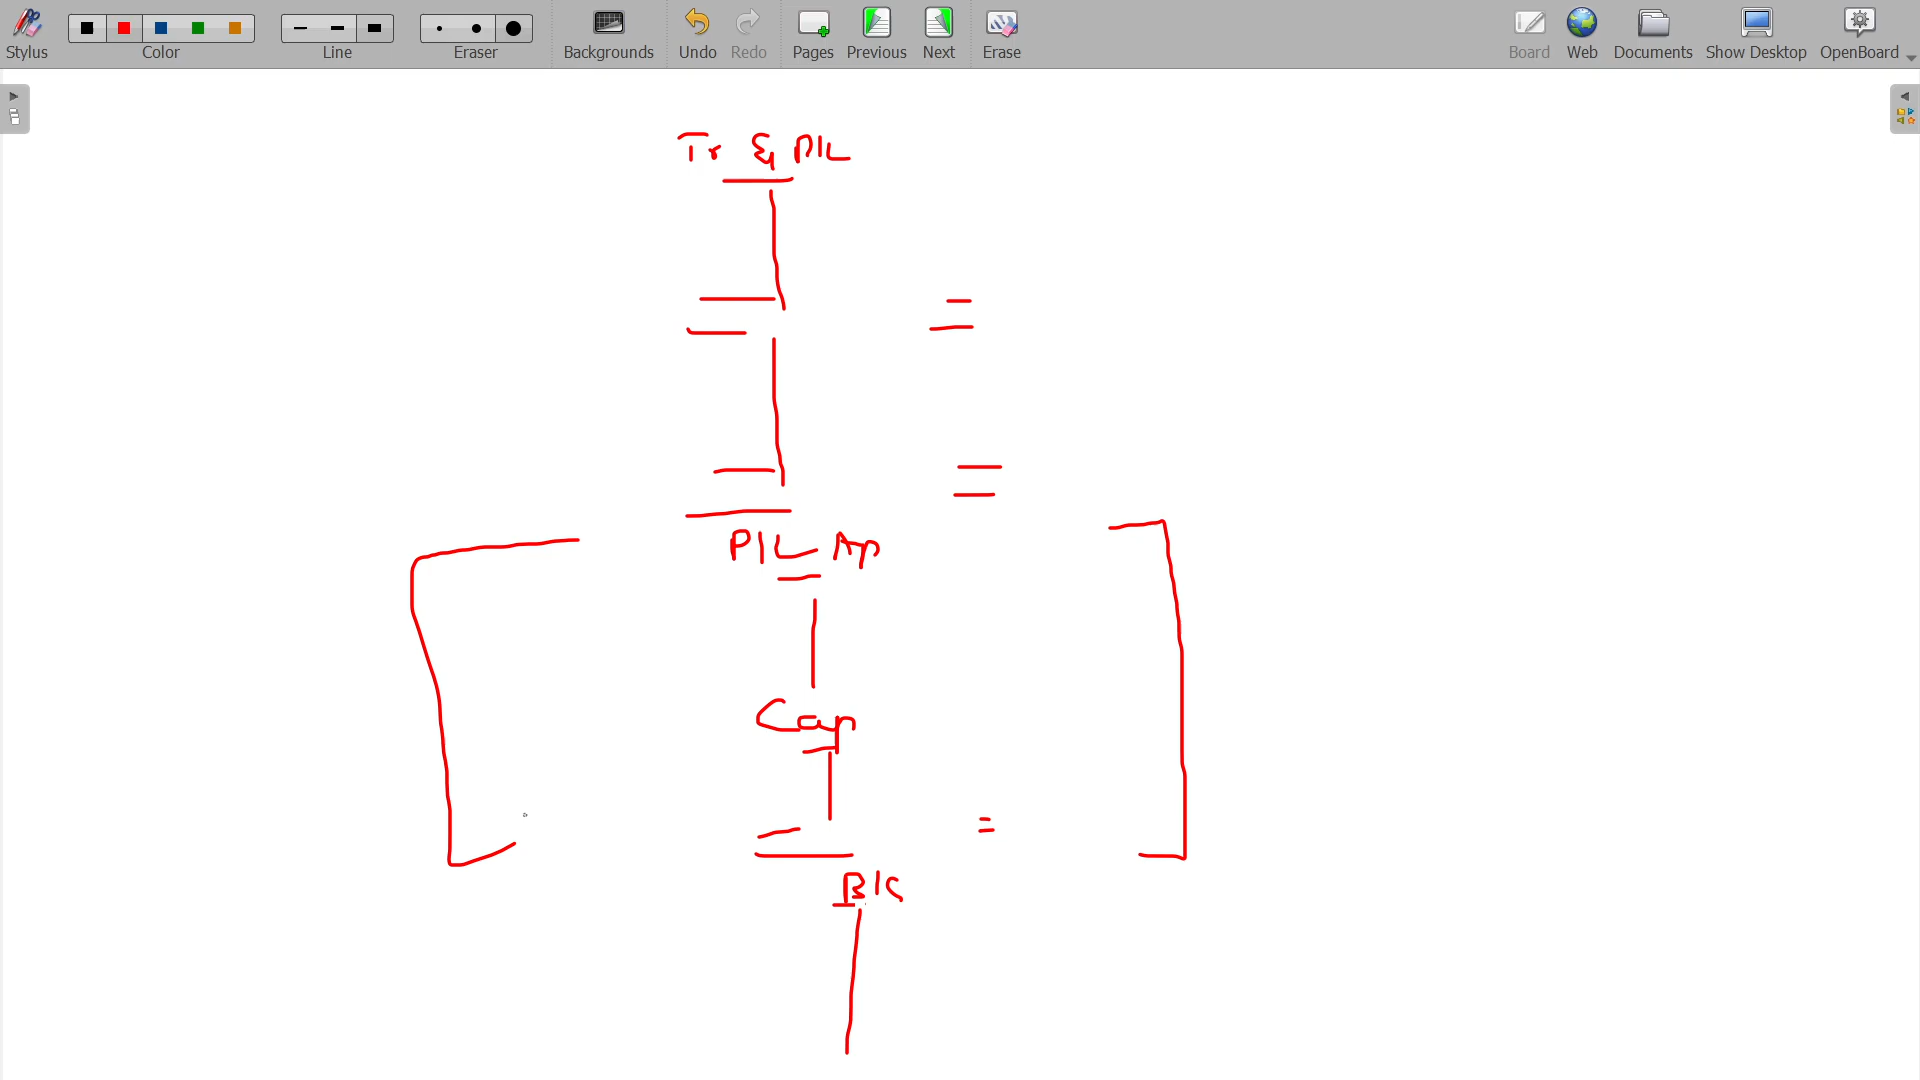 Stylus Color Line Eraser Backgrounds Undo Redo Pages Previous Next Erase Board Web Documents Show Desktop OpenBoard
Tr & P|L
=
=
P|L Ap
Cap
=
B|S